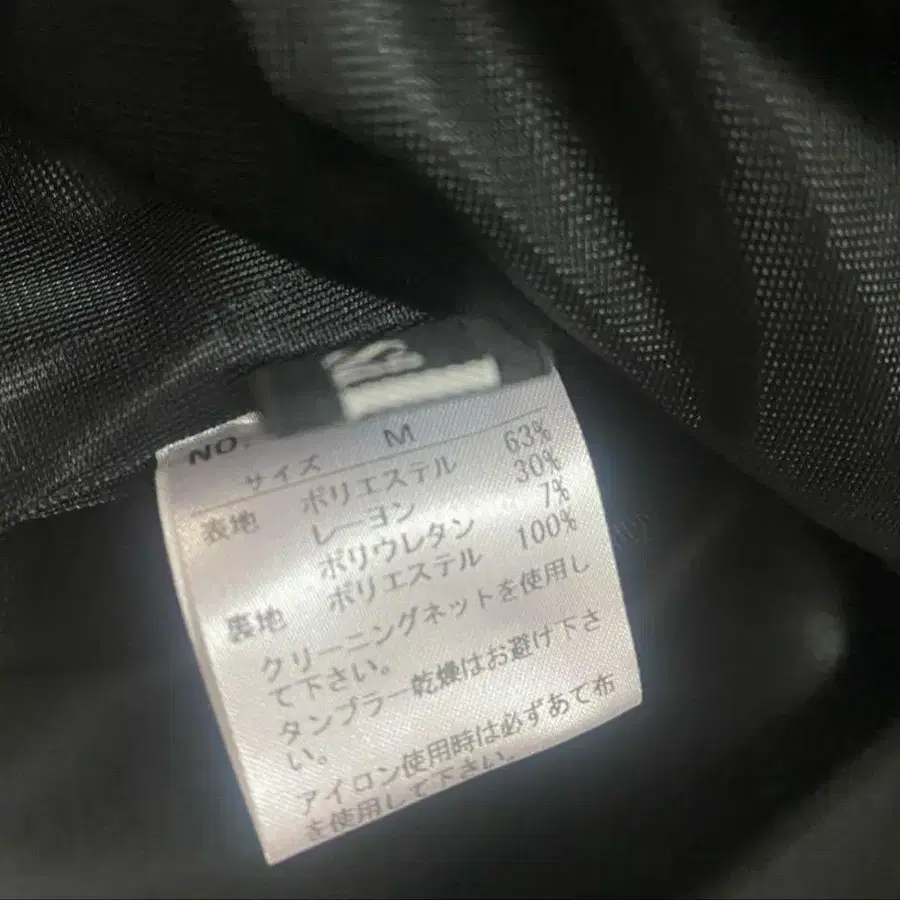 NO.
サイズ M
表地 ポリエステル 63%
レーヨン 30%
ポリウレタン 7%
裏地 ポリエステル 100%
クリーニングネットを使用し
て下さい。
タンブラー乾燥はお避け下さ
い。
アイロン使用時は必ずあて布
を使用して下さい。